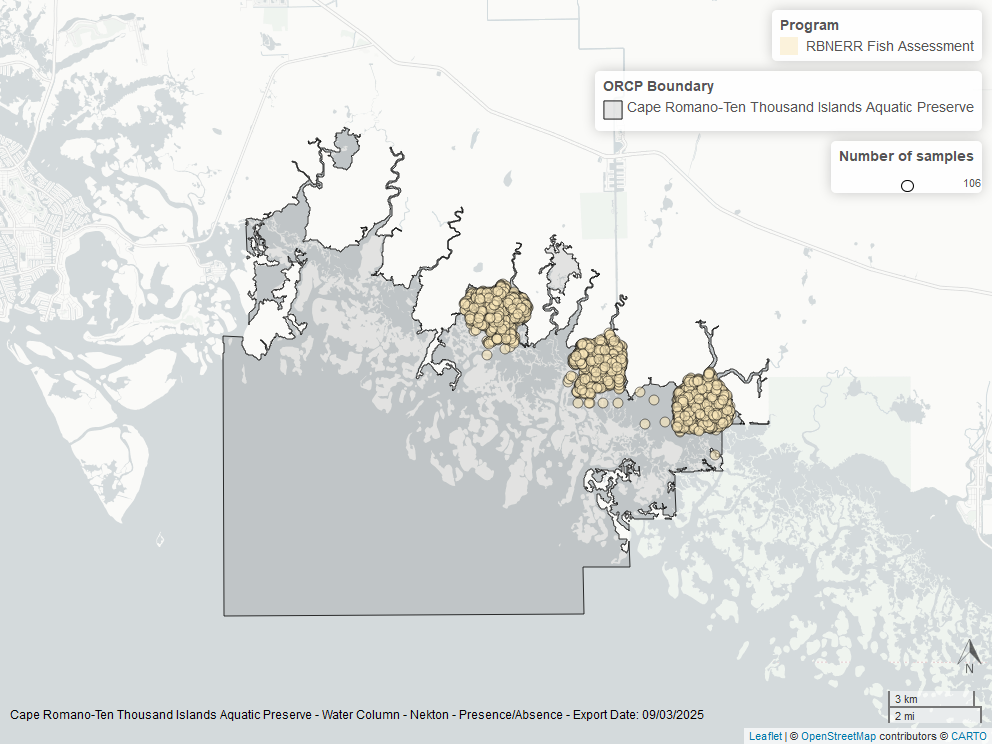 Program
RBNERR Fish Assessment
ORCP Boundary
Cape Romano-Ten Thousand Islands Aquatic Preserve
Number of samples
106
N
3 km
2 mi
Cape Romano-Ten Thousand Islands Aquatic Preserve - Water Column - Nekton - Presence/Absence - Export Date: 09/03/2025
Leaflet | © OpenStreetMap contributors © CARTO